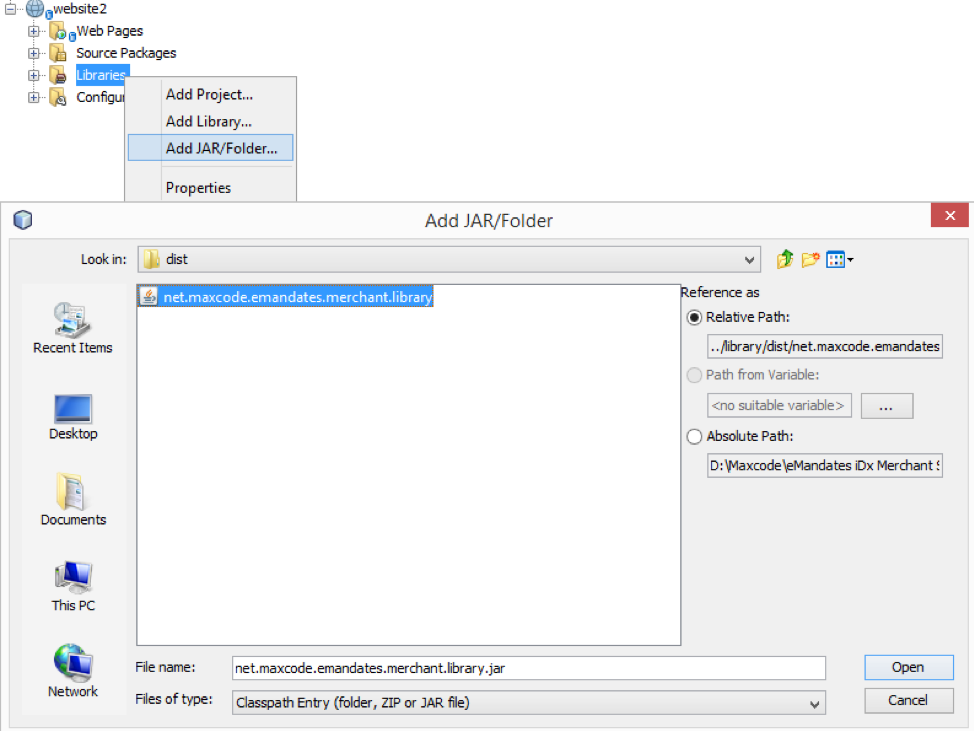 website2
Web Pages
Source Packages
Libraries
Configur
Add Project...
Add Library...
Add JAR/Folder...
Properties
Add JAR/Folder
Look in:
dist
Recent Items
Desktop
Documents
This PC
Network
net.maxcode.emandates.merchant.library
Reference as
Relative Path:
../library/dist/net.maxcode.emandates
Path from Variable:
<no suitable variable>
...
Absolute Path:
D:\Maxcode\eMandates iDx Merchant S
File name:
net.maxcode.emandates.merchant.library.jar
Open
Files of type:
Classpath Entry (folder, ZIP or JAR file)
Cancel